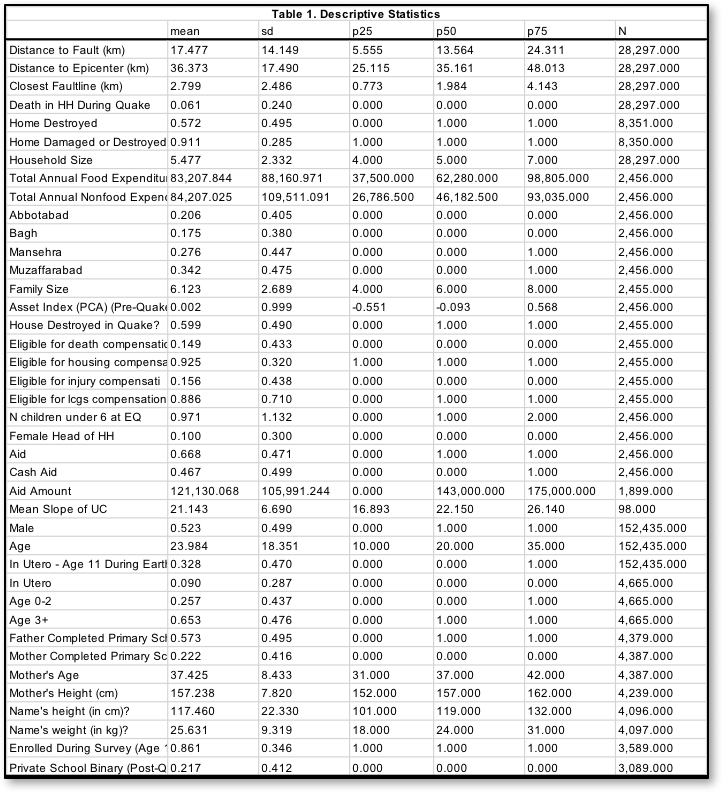 Table 1. Descriptive Statistics
mean sd p25 p50 p75 N
Distance to Fault (km) 17.477 14.149 5.555 13.564 24.311 28,297.000
Distance to Epicenter (km) 36.373 17.490 25.115 35.161 48.013 28,297.000
Closest Faultline (km) 2.799 2.486 0.773 1.984 4.143 28,297.000
Death in HH During Quake 0.061 0.240 0.000 0.000 0.000 28,297.000
Home Destroyed 0.572 0.495 0.000 1.000 1.000 8,351.000
Home Damaged or Destroyed 0.911 0.285 1.000 1.000 1.000 8,350.000
Household Size 5.477 2.332 4.000 5.000 7.000 28,297.000
Total Annual Food Expenditu 83,207.844 88,160.971 37,500.000 62,280.000 98,805.000 2,456.000
Total Annual Nonfood Expend 84,207.025 109,511.091 26,786.500 46,182.500 93,035.000 2,456.000
Abbotabad 0.206 0.405 0.000 0.000 0.000 2,456.000
Bagh 0.175 0.380 0.000 0.000 0.000 2,456.000
Mansehra 0.276 0.447 0.000 0.000 1.000 2,456.000
Muzaffarabad 0.342 0.475 0.000 0.000 1.000 2,456.000
Family Size 6.123 2.689 4.000 6.000 8.000 2,455.000
Asset Index (PCA) (Pre-Quake 0.002 0.999 -0.551 -0.093 0.568 2,456.000
House Destroyed in Quake? 0.599 0.490 0.000 1.000 1.000 2,456.000
Eligible for death compensatio 0.149 0.433 0.000 0.000 0.000 2,455.000
Eligible for housing compensa 0.925 0.320 1.000 1.000 1.000 2,455.000
Eligible for injury compensati 0.156 0.438 0.000 0.000 0.000 2,455.000
Eligible for lcgs compensation 0.886 0.710 0.000 1.000 1.000 2,455.000
N children under 6 at EQ 0.971 1.132 0.000 1.000 2.000 2,456.000
Female Head of HH 0.100 0.300 0.000 0.000 0.000 2,456.000
Aid 0.668 0.471 0.000 1.000 1.000 2,456.000
Cash Aid 0.467 0.499 0.000 0.000 1.000 2,456.000
Aid Amount 121,130.068 105,991.244 0.000 143,000.000 175,000.000 1,899.000
Mean Slope of UC 21.143 6.690 16.893 22.150 26.140 98.000
Male 0.523 0.499 0.000 1.000 1.000 152,435.000
Age 23.984 18.351 10.000 20.000 35.000 152,435.000
In Utero - Age 11 During Earth 0.328 0.470 0.000 0.000 1.000 152,435.000
In Utero 0.090 0.287 0.000 0.000 0.000 4,665.000
Age 0-2 0.257 0.437 0.000 0.000 1.000 4,665.000
Age 3+ 0.653 0.476 0.000 1.000 1.000 4,665.000
Father Completed Primary Sch 0.573 0.495 0.000 1.000 1.000 4,379.000
Mother Completed Primary Sc 0.222 0.416 0.000 0.000 0.000 4,387.000
Mother's Age 37.425 8.433 31.000 37.000 42.000 4,387.000
Mother's Height (cm) 157.238 7.820 152.000 157.000 162.000 4,239.000
Name's height (in cm)? 117.460 22.330 101.000 119.000 132.000 4,096.000
Name's weight (in kg)? 25.631 9.319 18.000 24.000 31.000 4,097.000
Enrolled During Survey (Age 0.861 0.346 1.000 1.000 1.000 3,589.000
Private School Binary (Post-Q 0.217 0.412 0.000 0.000 0.000 3,089.000